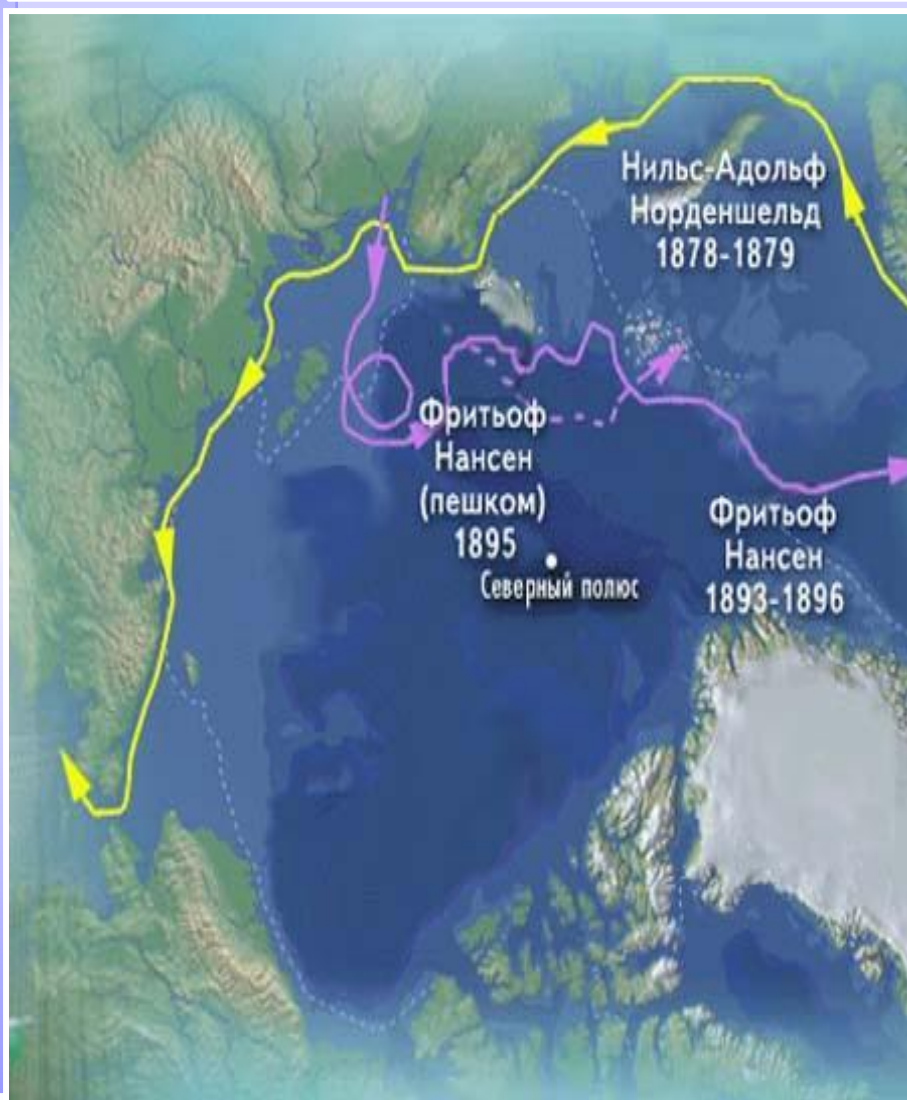 Нильс-Адольф
Норденшельд
1878-1879
Фритьоф
Нансен
(пешком)
1895
Северный полюс
Фритьоф
Нансен
1893-1896